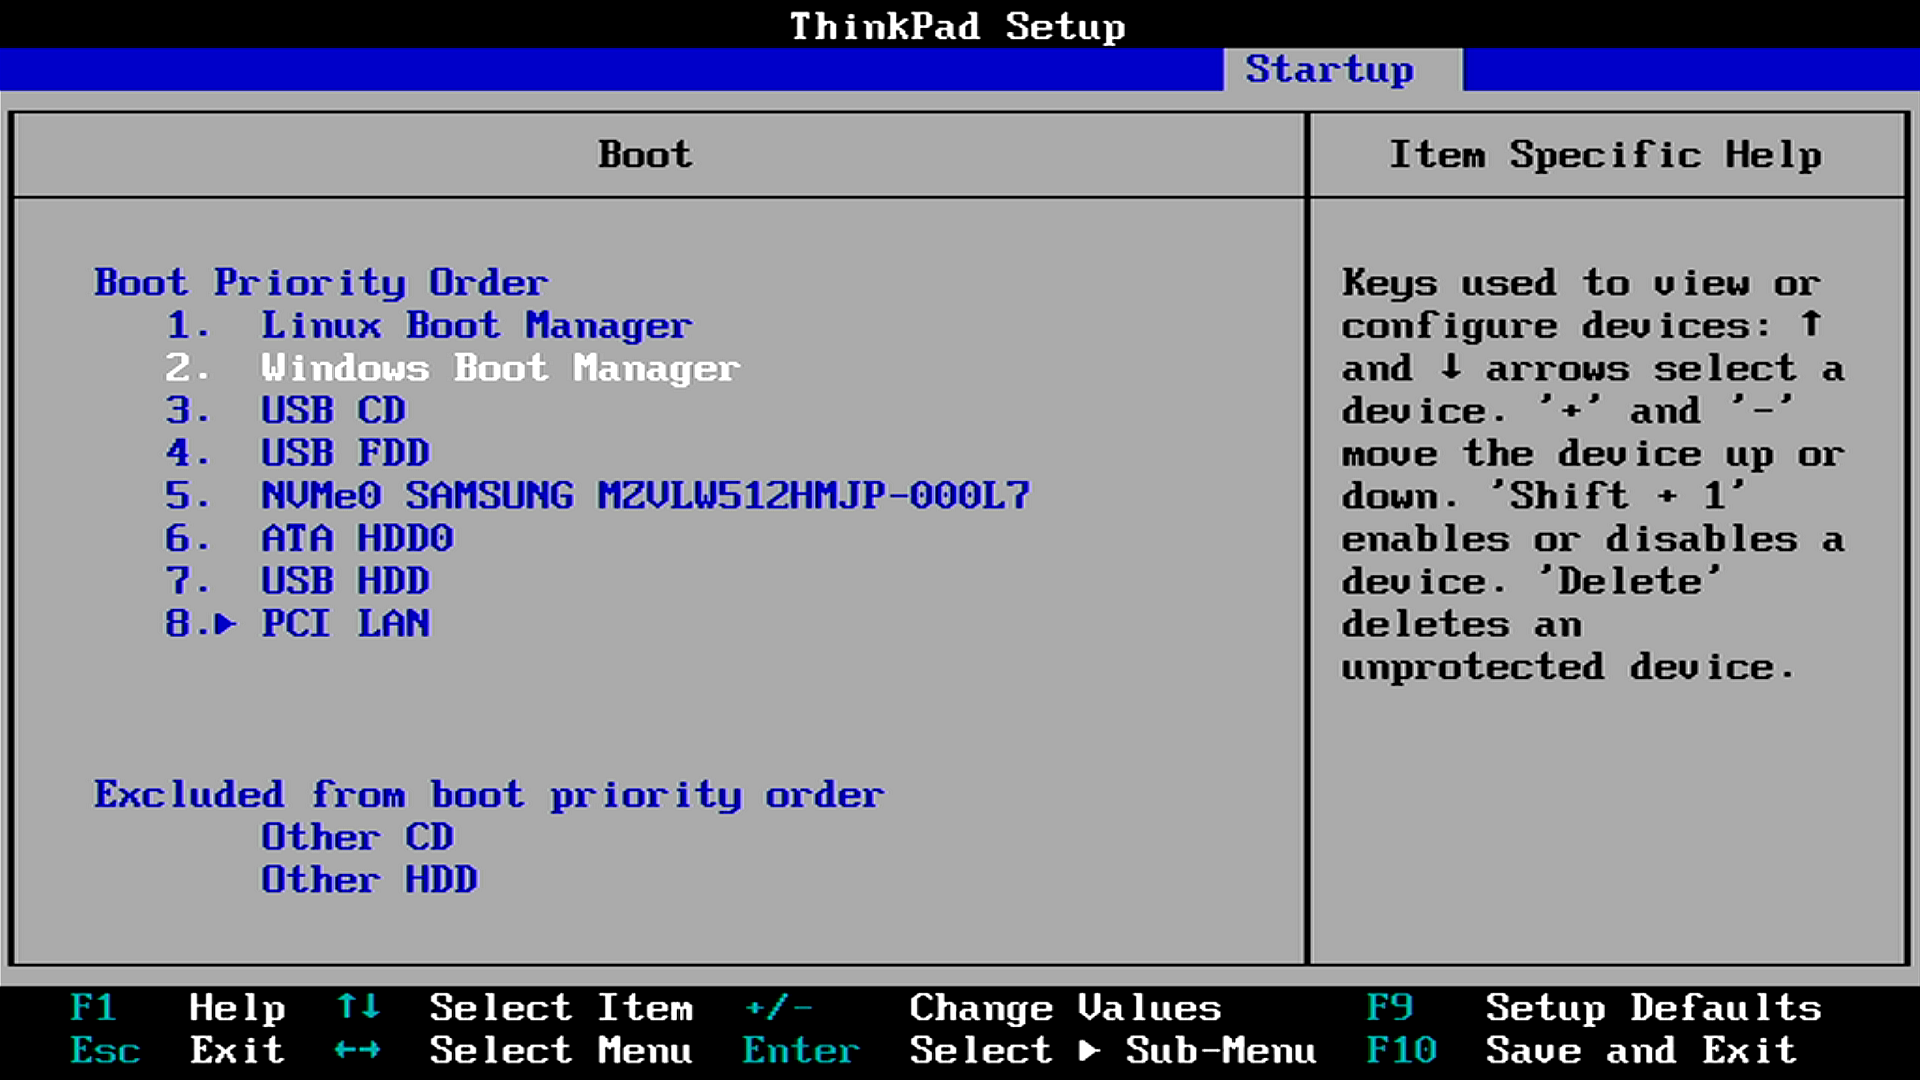 ThinkPad Setup
Startup
Boot
Item Specific Help
Boot Priority Order
1. Linux Boot Manager
2. Windows Boot Manager
3. USB CD
4. USB FDD
5. NVMe0 SAMSUNG MZVLW512HMJP-000L7
6. ATA HDD0
7. USB HDD
8.▶ PCI LAN
Excluded from boot priority order
Other CD
Other HDD
Keys used to view or
configure devices: ↑
and ↓ arrows select a
device. '+' and '-'
move the device up or
down. 'Shift + 1'
enables or disables a
device. 'Delete'
deletes an
unprotected device.
F1 Help ↑↓ Select Item +/- Change Values F9 Setup Defaults
Esc Exit ←→ Select Menu Enter Select ▶ Sub-Menu F10 Save and Exit